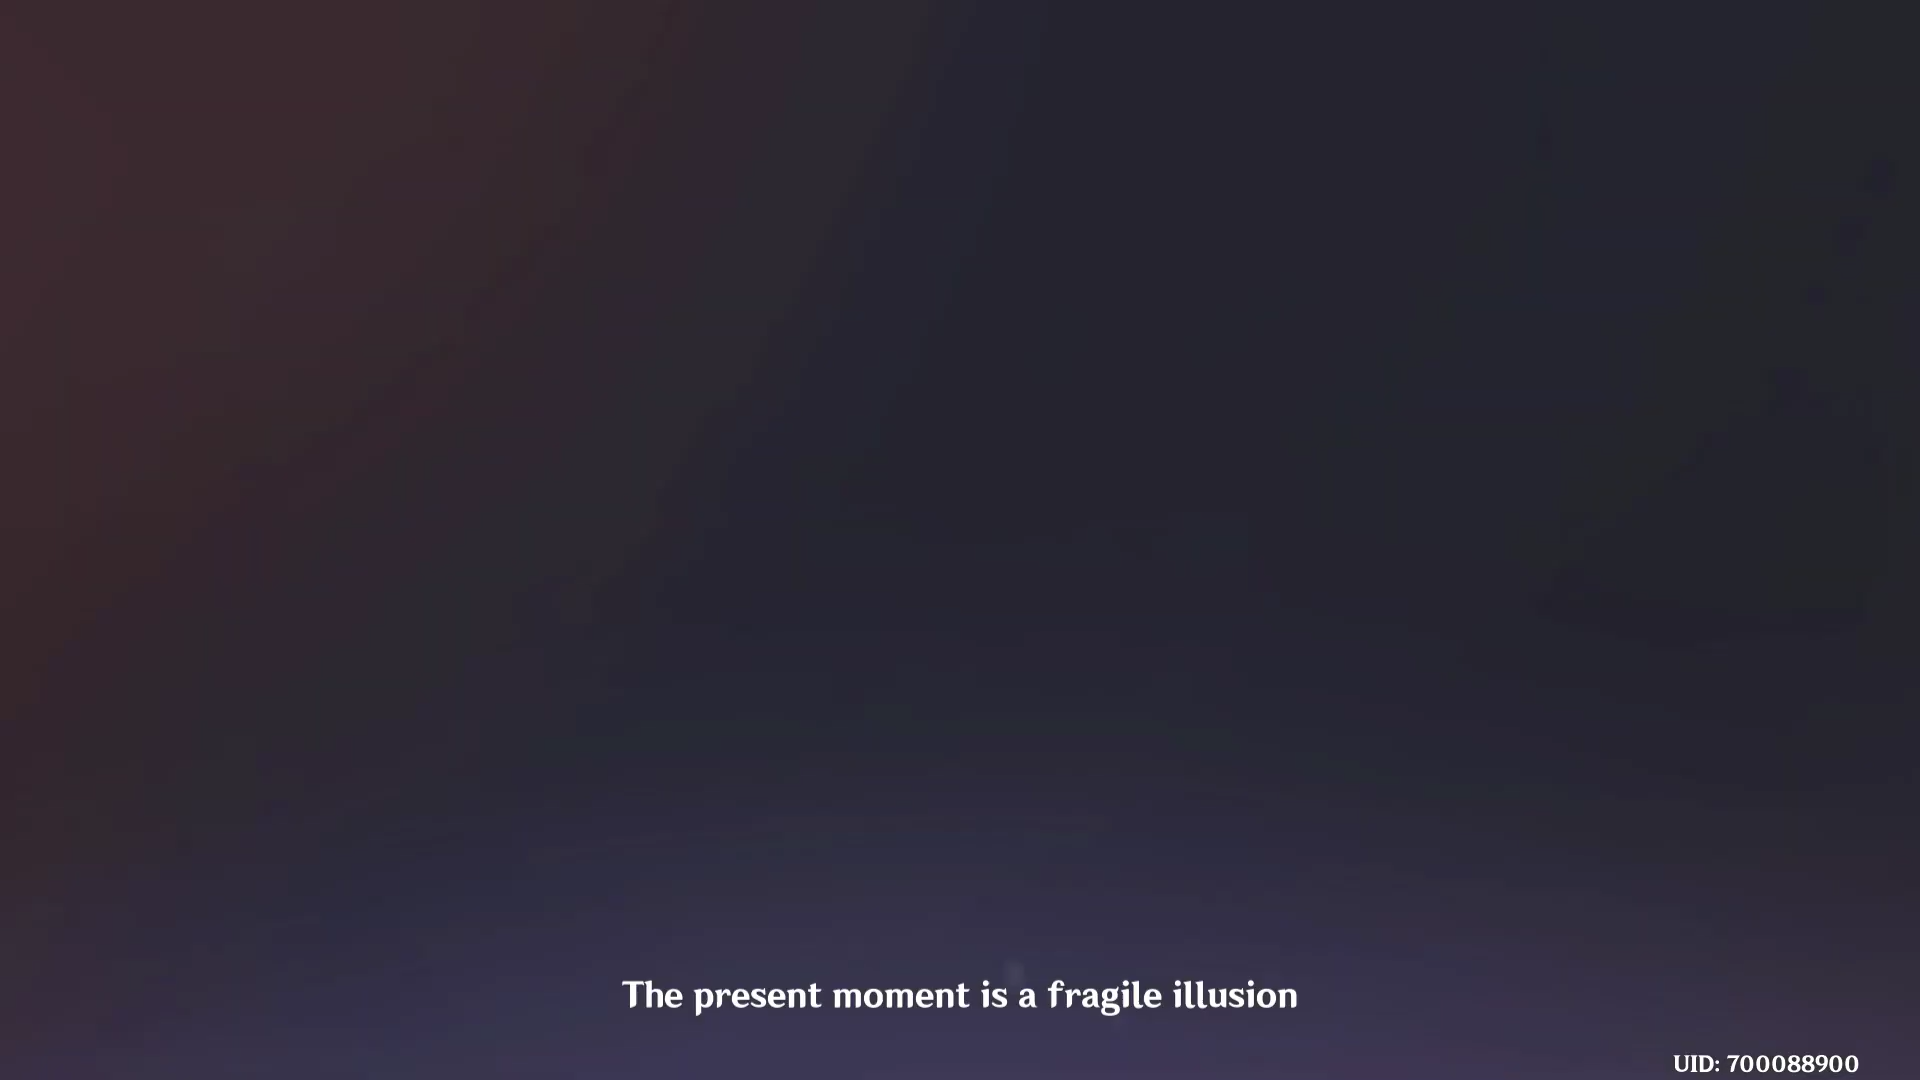 The present moment is a fragile illusion
UID: 700088900